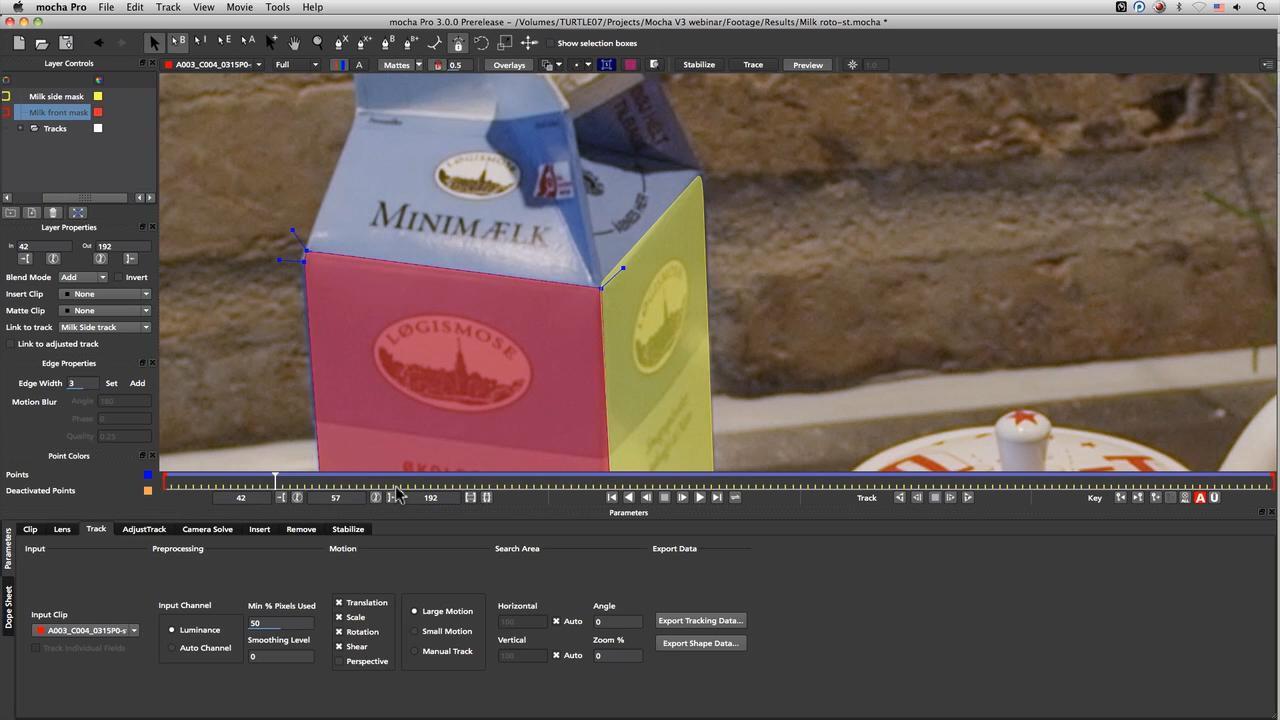 mocha Pro File Edit Track View Movie Tools Help
mocha Pro 3.0.0 Prerelease - /Volumes/TURTLE07/Projects/Mocha V3 webinar/Footage/Results/Milk roto-st.mocha *
Show selection boxes
Layer Controls
A003_C004_0315P0- Full A Mattes 0.5 Overlays Stabilize Trace Preview 1.0
Milk side mask
Milk front mask
Tracks
LØGISMOSE
MINIMÆLK
LØGISMOSE
Layer Properties
In 42 Out 192
Blend Mode Add Invert
Insert Clip None
Matte Clip None
Link to track Milk Side track
Link to adjusted track
Edge Properties
Edge Width 3 Set Add
Motion Blur Angle 180
Phase 0
Quality 0.25
Point Colors
Points
Deactivated Points
42 57 192 Track Key A U
Parameters
Parameters
Dope Sheet
Clip Lens Track AdjustTrack Camera Solve Insert Remove Stabilize
Input Preprocessing Motion Search Area Export Data
Input Clip
A003_C004_0315P0-s
Track Individual Fields
Input Channel
Luminance
Auto Channel
Min % Pixels Used
50
Smoothing Level
0
Translation
Scale
Rotation
Shear
Perspective
Large Motion
Small Motion
Manual Track
Horizontal
100 Auto
Vertical
100 Auto
Angle
0
Zoom %
0
Export Tracking Data...
Export Shape Data...